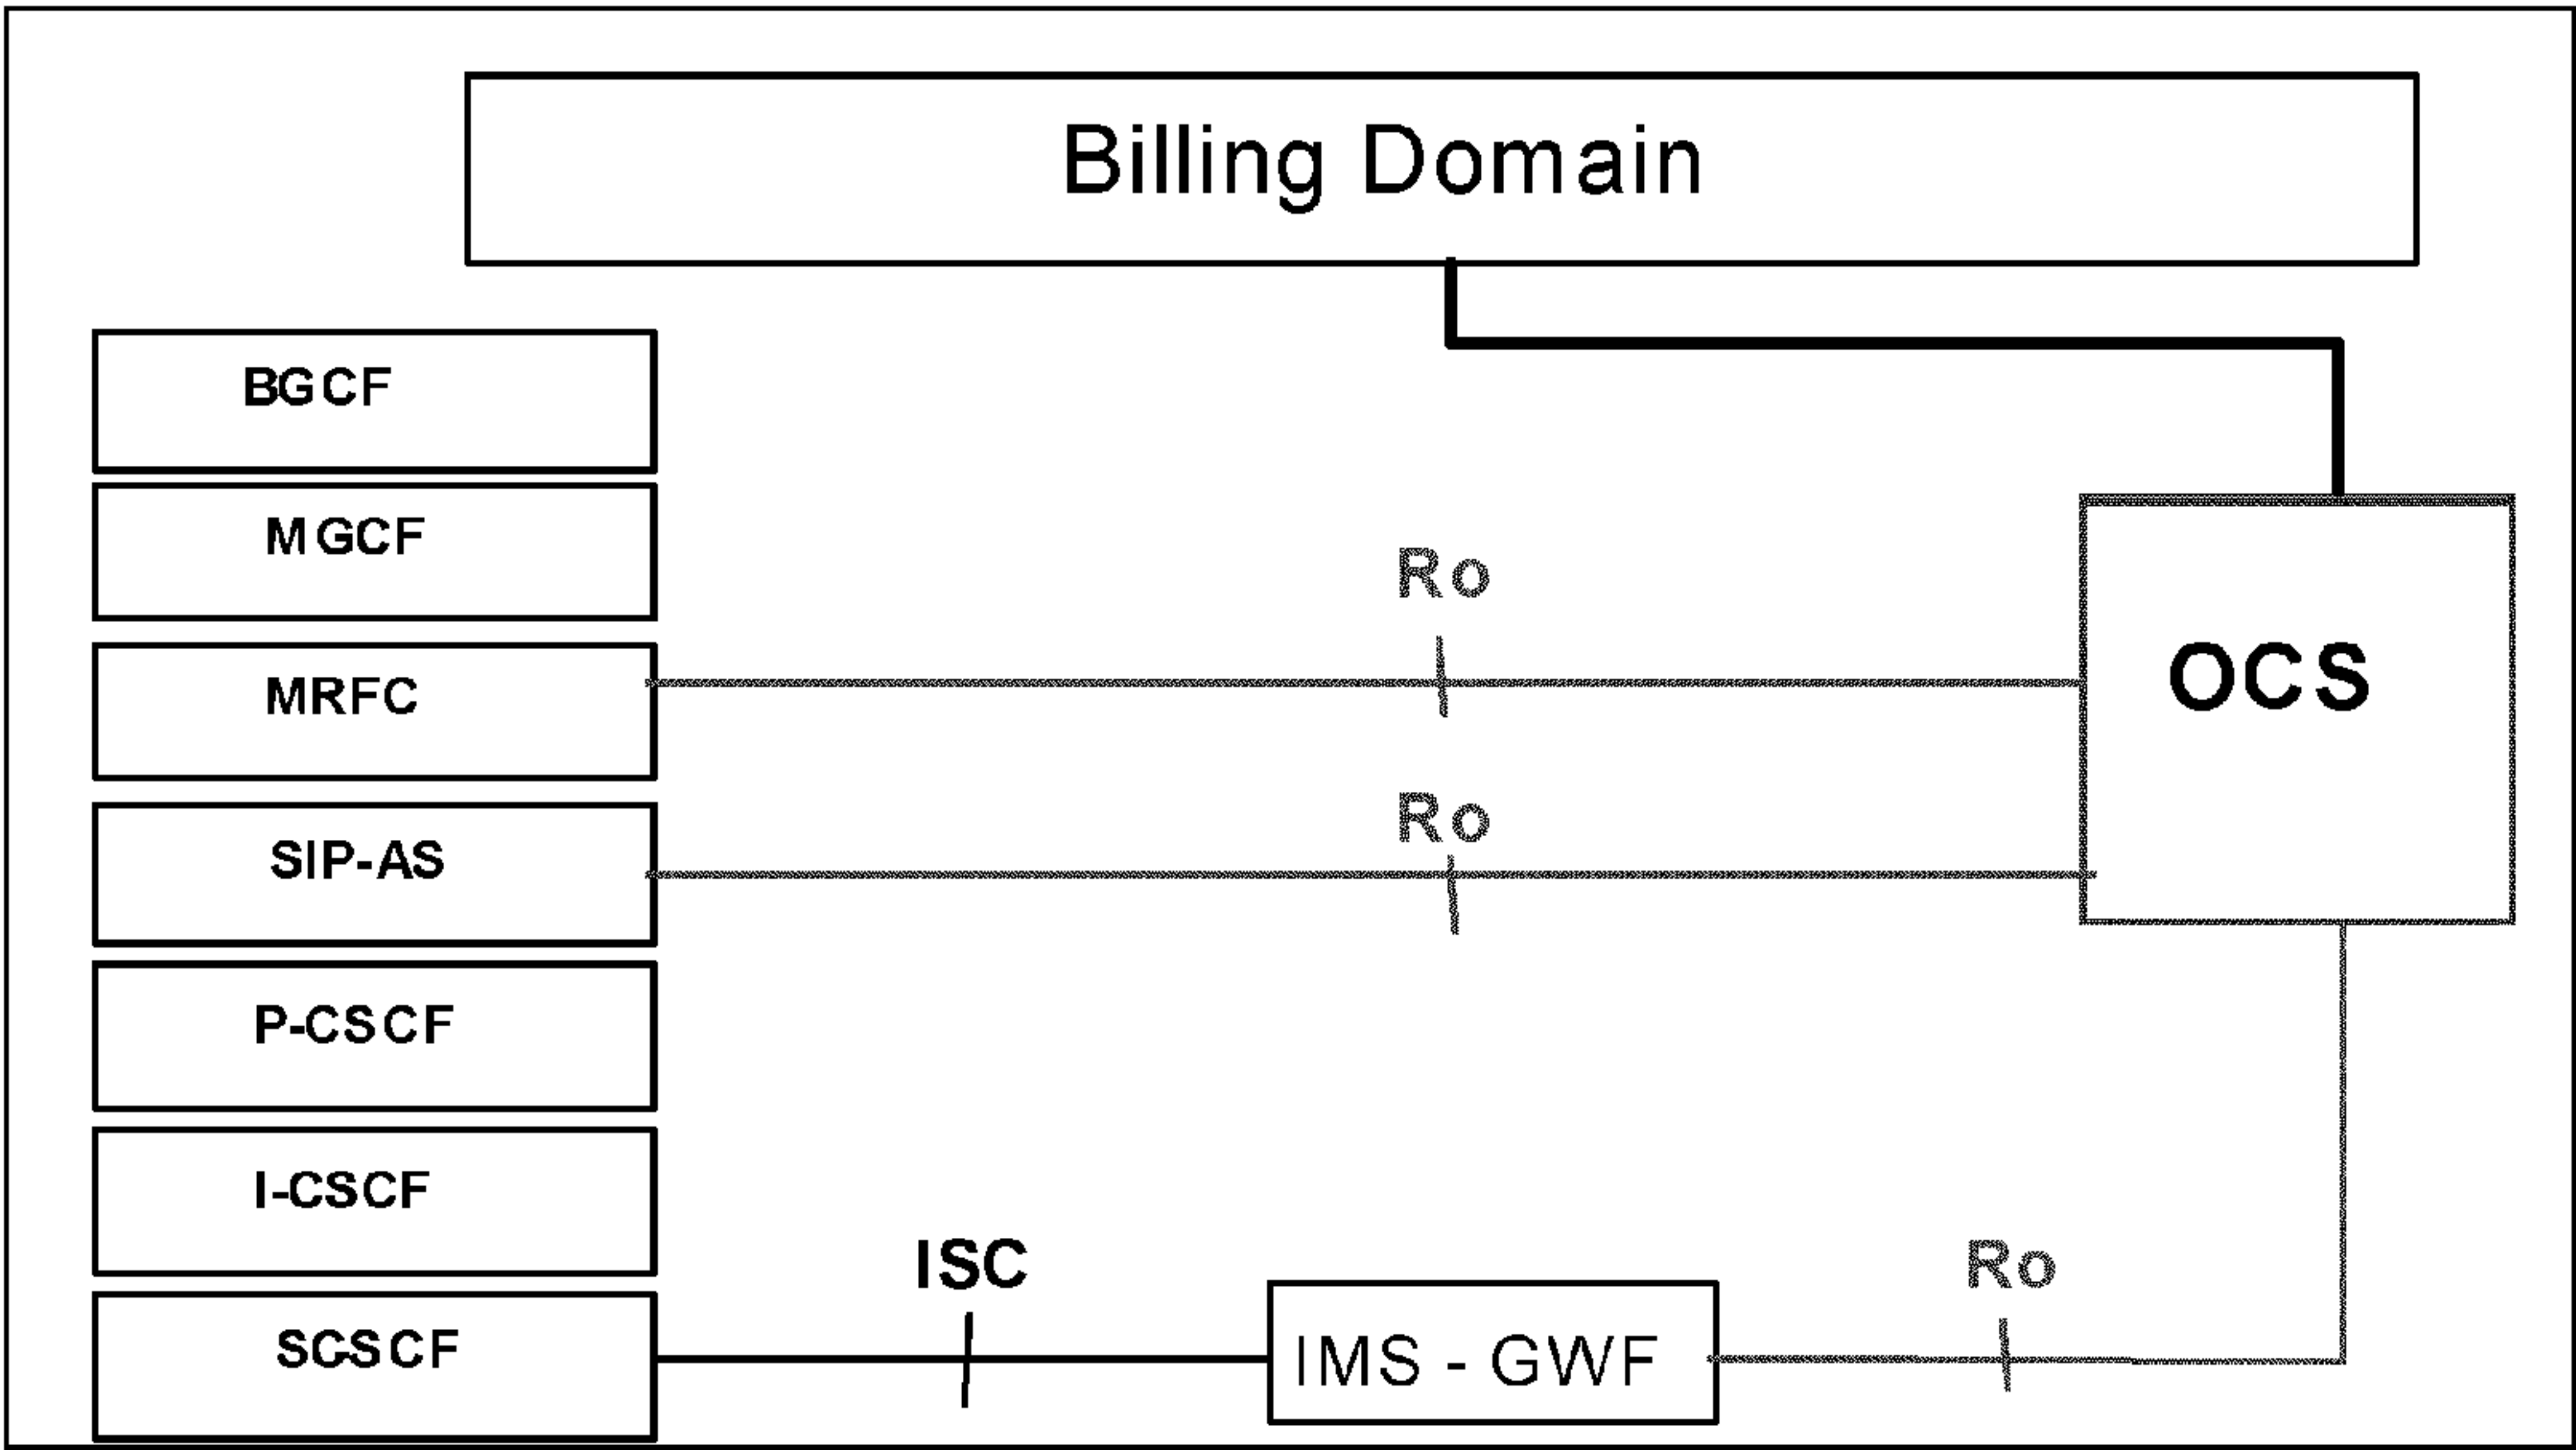 Billing Domain
BGCF
MGCF
Ro
MRFC
OCS
Ro
SIP-AS
P-CSCF
I-CSCF
ISC
Ro
SCSCF
IMS - GWF